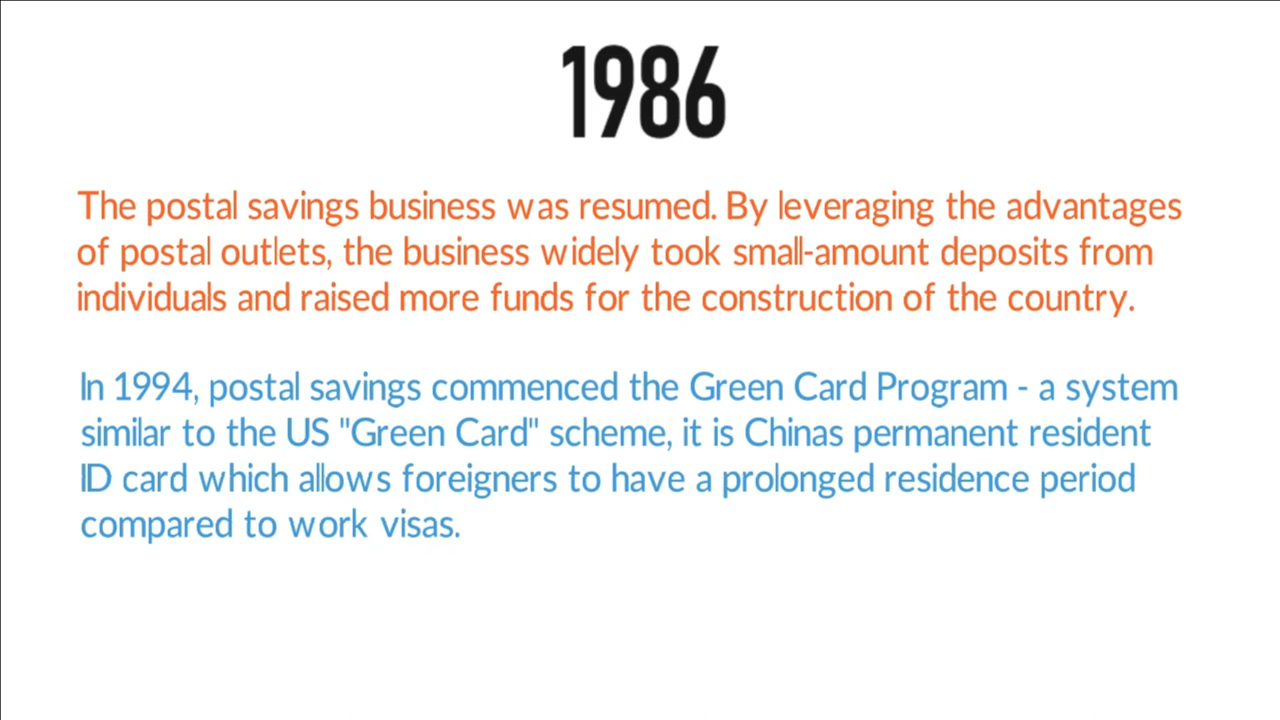 1986
The postal savings business was resumed. By leveraging the advantages
of postal outlets, the business widely took small-amount deposits from
individuals and raised more funds for the construction of the country.
In 1994, postal savings commenced the Green Card Program - a system
similar to the US "Green Card" scheme, it is Chinas permanent resident
ID card which allows foreigners to have a prolonged residence period
compared to work visas.